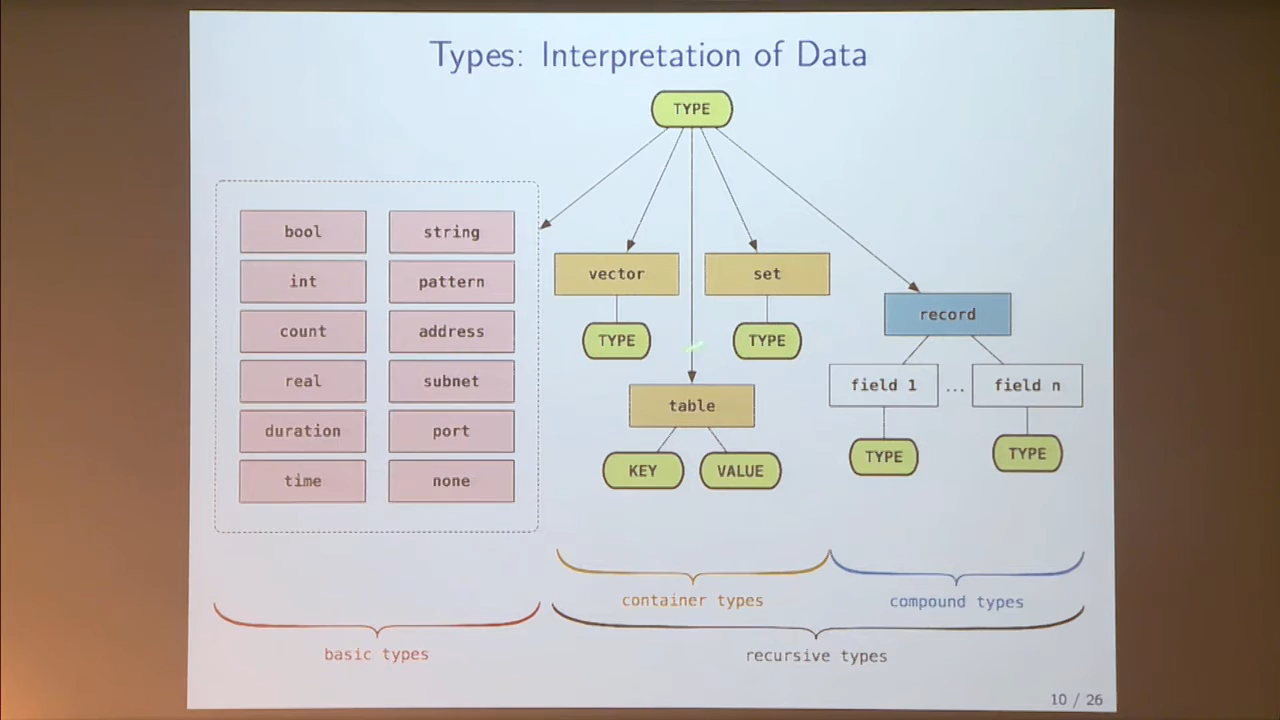 Types: Interpretation of Data
TYPE
bool
string
int
pattern
count
address
real
subnet
duration
port
time
none
vector
set
TYPE
TYPE
table
KEY
VALUE
record
field 1
...
field n
TYPE
TYPE
container types
compound types
basic types
recursive types
10 / 26